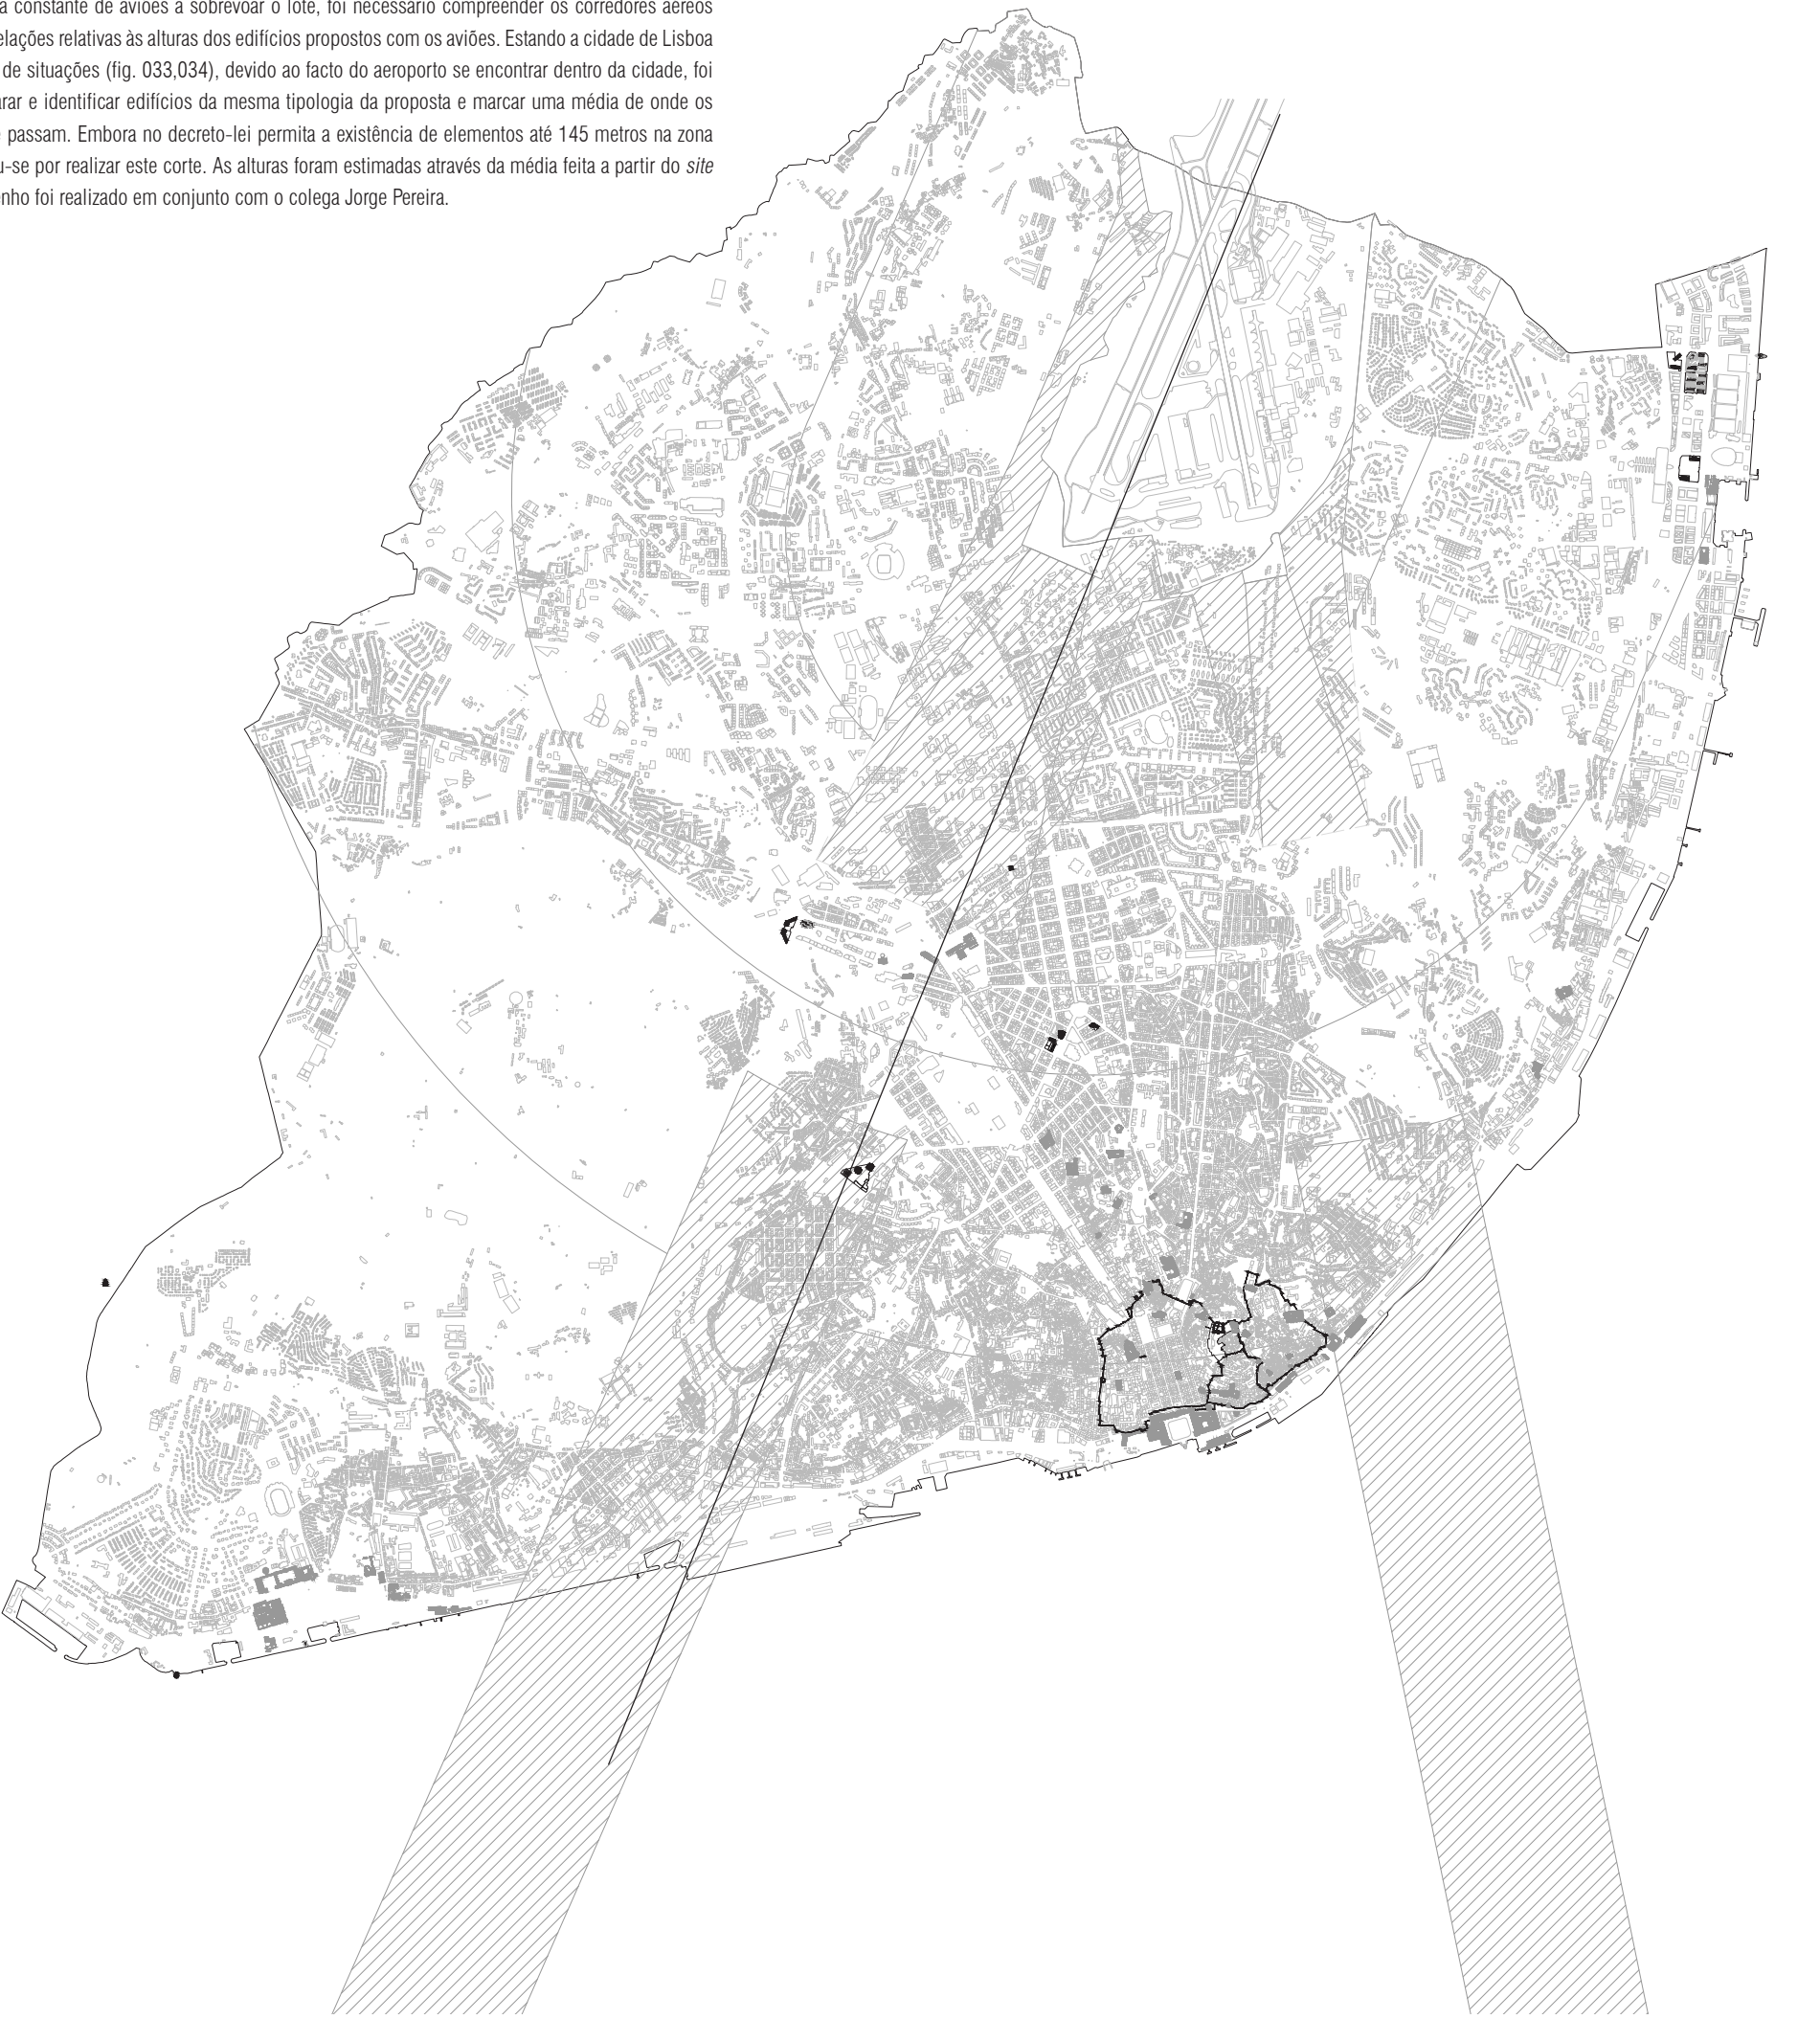 a constante de aviões a sobrevoar o lote, foi necessário compreender os corredores aéreos
elações relativas às alturas dos edifícios propostos com os aviões. Estando a cidade de Lisboa
de situações (fig. 033,034), devido ao facto do aeroporto se encontrar dentro da cidade, foi
arar e identificar edifícios da mesma tipologia da proposta e marcar uma média de onde os
e passam. Embora no decreto-lei permita a existência de elementos até 145 metros na zona
u-se por realizar este corte. As alturas foram estimadas através da média feita a partir do site
enho foi realizado em conjunto com o colega Jorge Pereira.